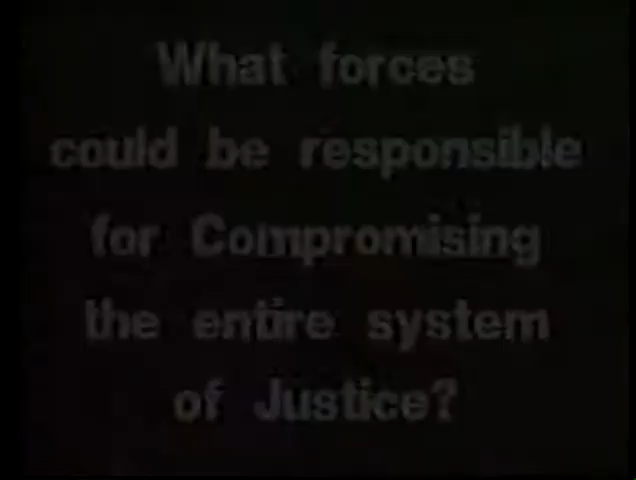 What forces
could be responsible
for Compromising
the entire system
of Justice?